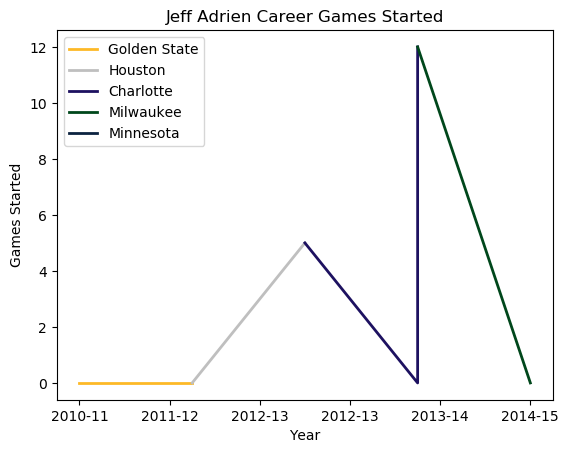 Jeff Adrien Career Games Started
Golden State
Houston
Charlotte
Milwaukee
Minnesota
Games Started
12
10
8
6
4
2
0
2010-11 2011-12 2012-13 2012-13 2013-14 2014-15
Year